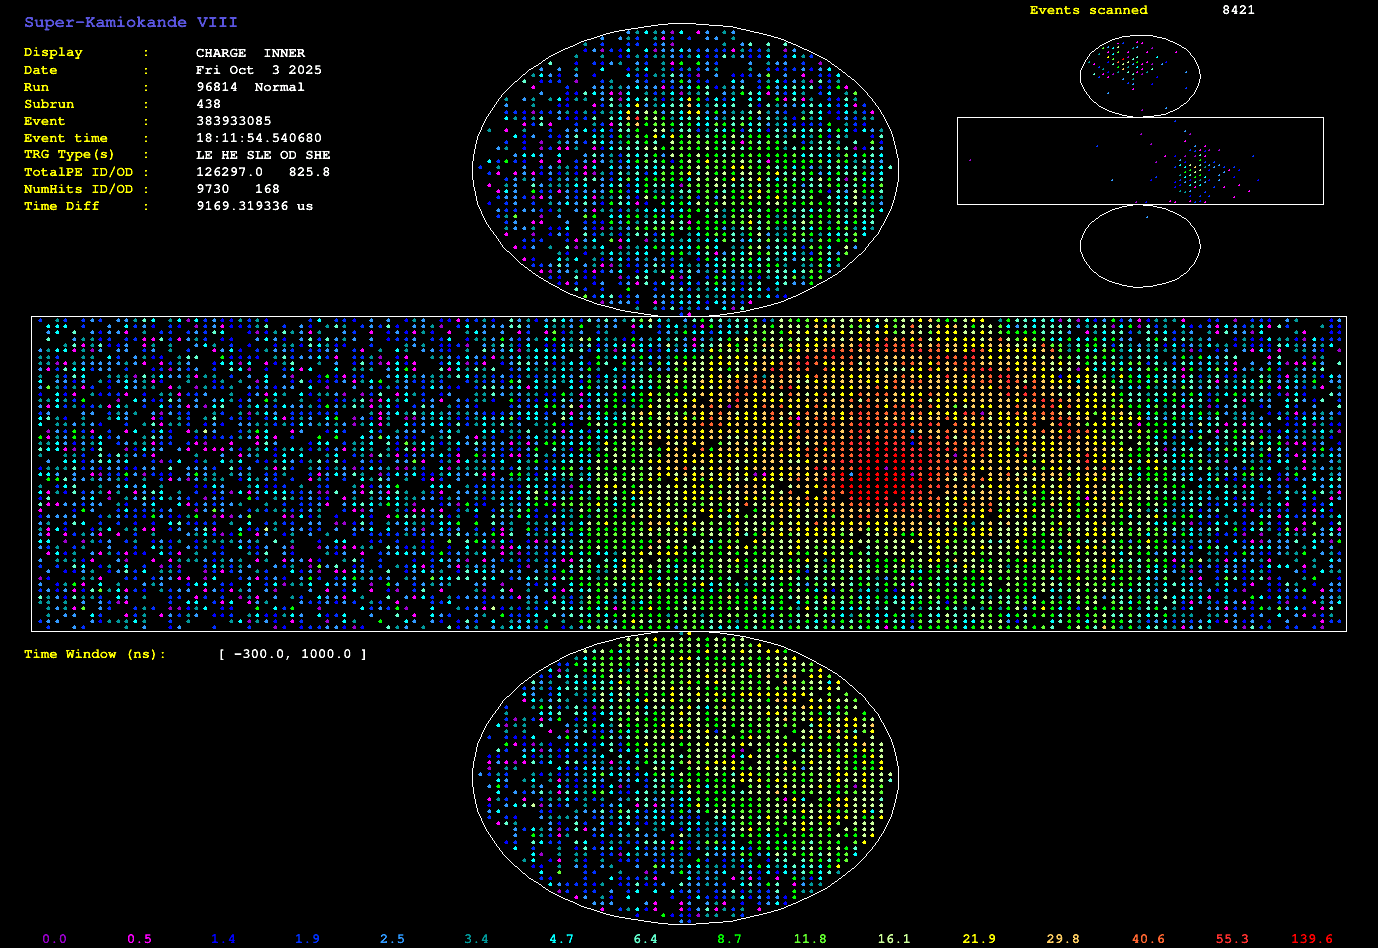 Super-Kamiokande VIII
Events scanned 8421
Display : CHARGE INNER
Date : Fri Oct 3 2025
Run : 96814 Normal
Subrun : 438
Event : 383933085
Event time : 18:11:54.540680
TRG Type(s) : LE HE SLE OD SHE
TotalPE ID/OD : 126297.0 825.8
NumHits ID/OD : 9730 168
Time Diff : 9169.319336 us
Time Window (ns): [ -300.0, 1000.0 ]
0.0 0.5 1.4 1.9 2.5 3.4 4.7 6.4 8.7 11.8 16.1 21.9 29.8 40.6 55.3 139.6